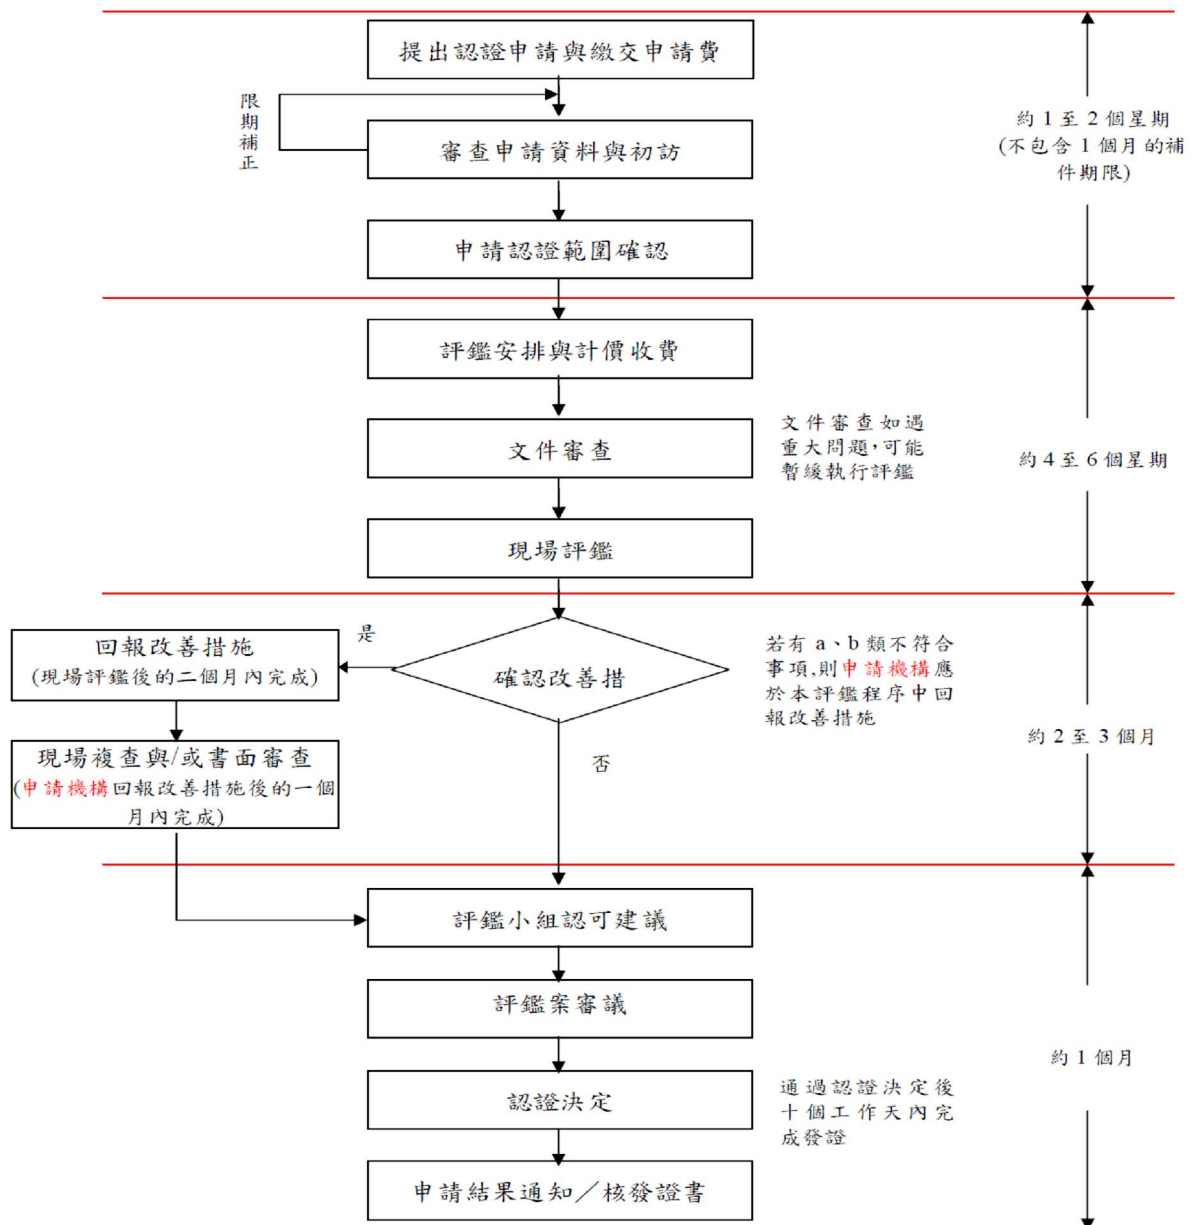 提出認證申請與繳交申請費
限
期
補
正
審查申請資料與初訪
約 1 至 2 個星期
(不包含 1 個月的補
件期限)
申請認證範圍確認
評鑑安排與計價收費
文件審查
文件審查如遇
重大問題,可能
暫緩執行評鑑
約 4 至 6 個星期
現場評鑑
確認改善措
是
否
回報改善措施
(現場評鑑後的二個月內完成)
現場複查與/或書面審查
(申請機構回報改善措施後的一個
月內完成)
若有 a、b 類不符合
事項,則申請機構應
於本評鑑程序中回
報改善措施
約 2 至 3 個月
評鑑小組認可建議
評鑑案審議
認證決定
通過認證決定後
十個工作天內完
成發證
約 1 個月
申請結果通知／核發證書